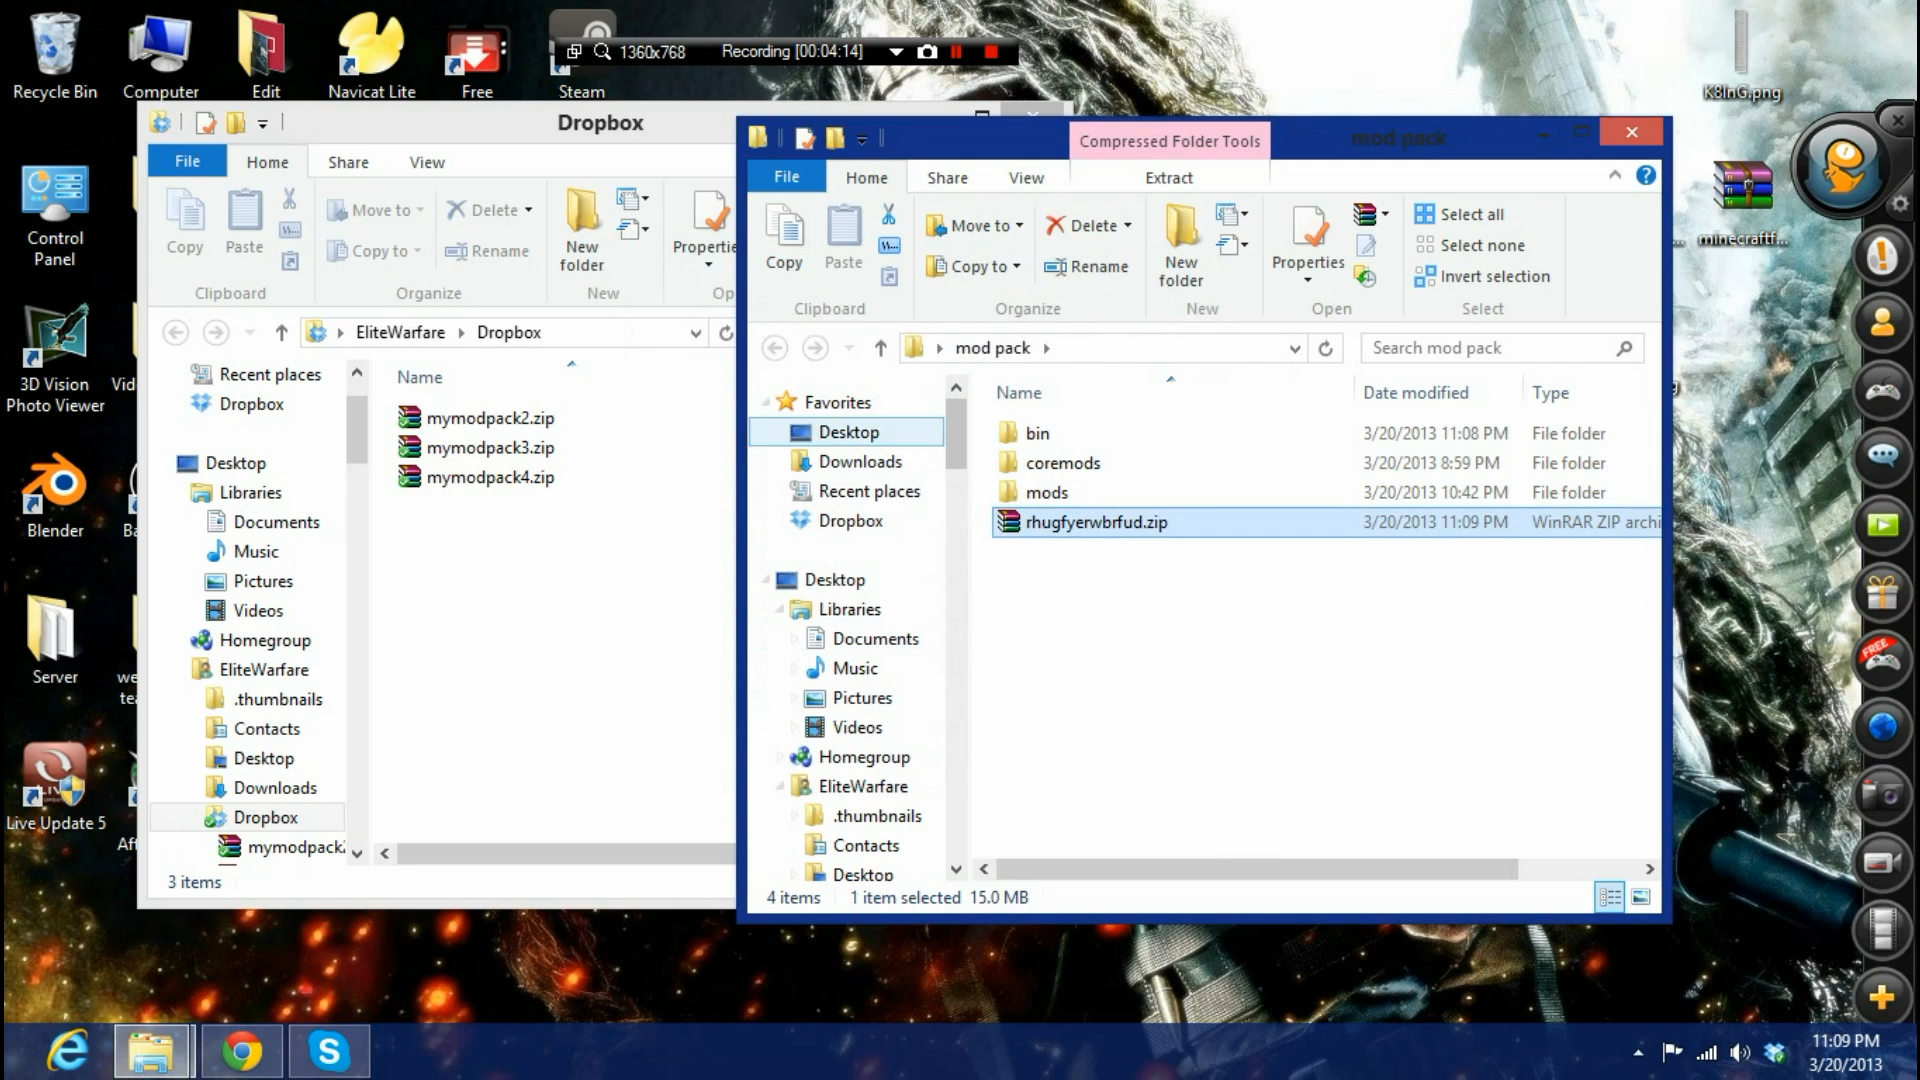 Recycle Bin
Computer
Edit
Navicat Lite
Free
Steam
1360x768
Recording [00:04:14]
K8lnG.png
Control
Panel
3D Vision
Photo Viewer
Vid
Blender
Ba
Server
we
tea
Live Update 5
Aft
minecraftf...
FREE
Dropbox
File
Home
Share
View
Copy
Paste
Move to
Copy to
Delete
Rename
New
folder
Propertie
Clipboard
Organize
New
Op
EliteWarfare
Dropbox
Recent places
Dropbox
Desktop
Libraries
Documents
Music
Pictures
Videos
Homegroup
EliteWarfare
.thumbnails
Contacts
Desktop
Downloads
Dropbox
mymodpack2
Name
mymodpack2.zip
mymodpack3.zip
mymodpack4.zip
3 items
Compressed Folder Tools
mod pack
File
Home
Share
View
Extract
Copy
Paste
Move to
Copy to
Delete
Rename
New
folder
Properties
Select all
Select none
Invert selection
Clipboard
Organize
New
Open
Select
mod pack
Search mod pack
Favorites
Desktop
Downloads
Recent places
Dropbox
Desktop
Libraries
Documents
Music
Pictures
Videos
Homegroup
EliteWarfare
.thumbnails
Contacts
Desktop
Name Date modified Type
bin 3/20/2013 11:08 PM File folder
coremods 3/20/2013 8:59 PM File folder
mods 3/20/2013 10:42 PM File folder
rhugfyerwbrfud.zip 3/20/2013 11:09 PM WinRAR ZIP archi
4 items 1 item selected 15.0 MB
11:09 PM
3/20/2013